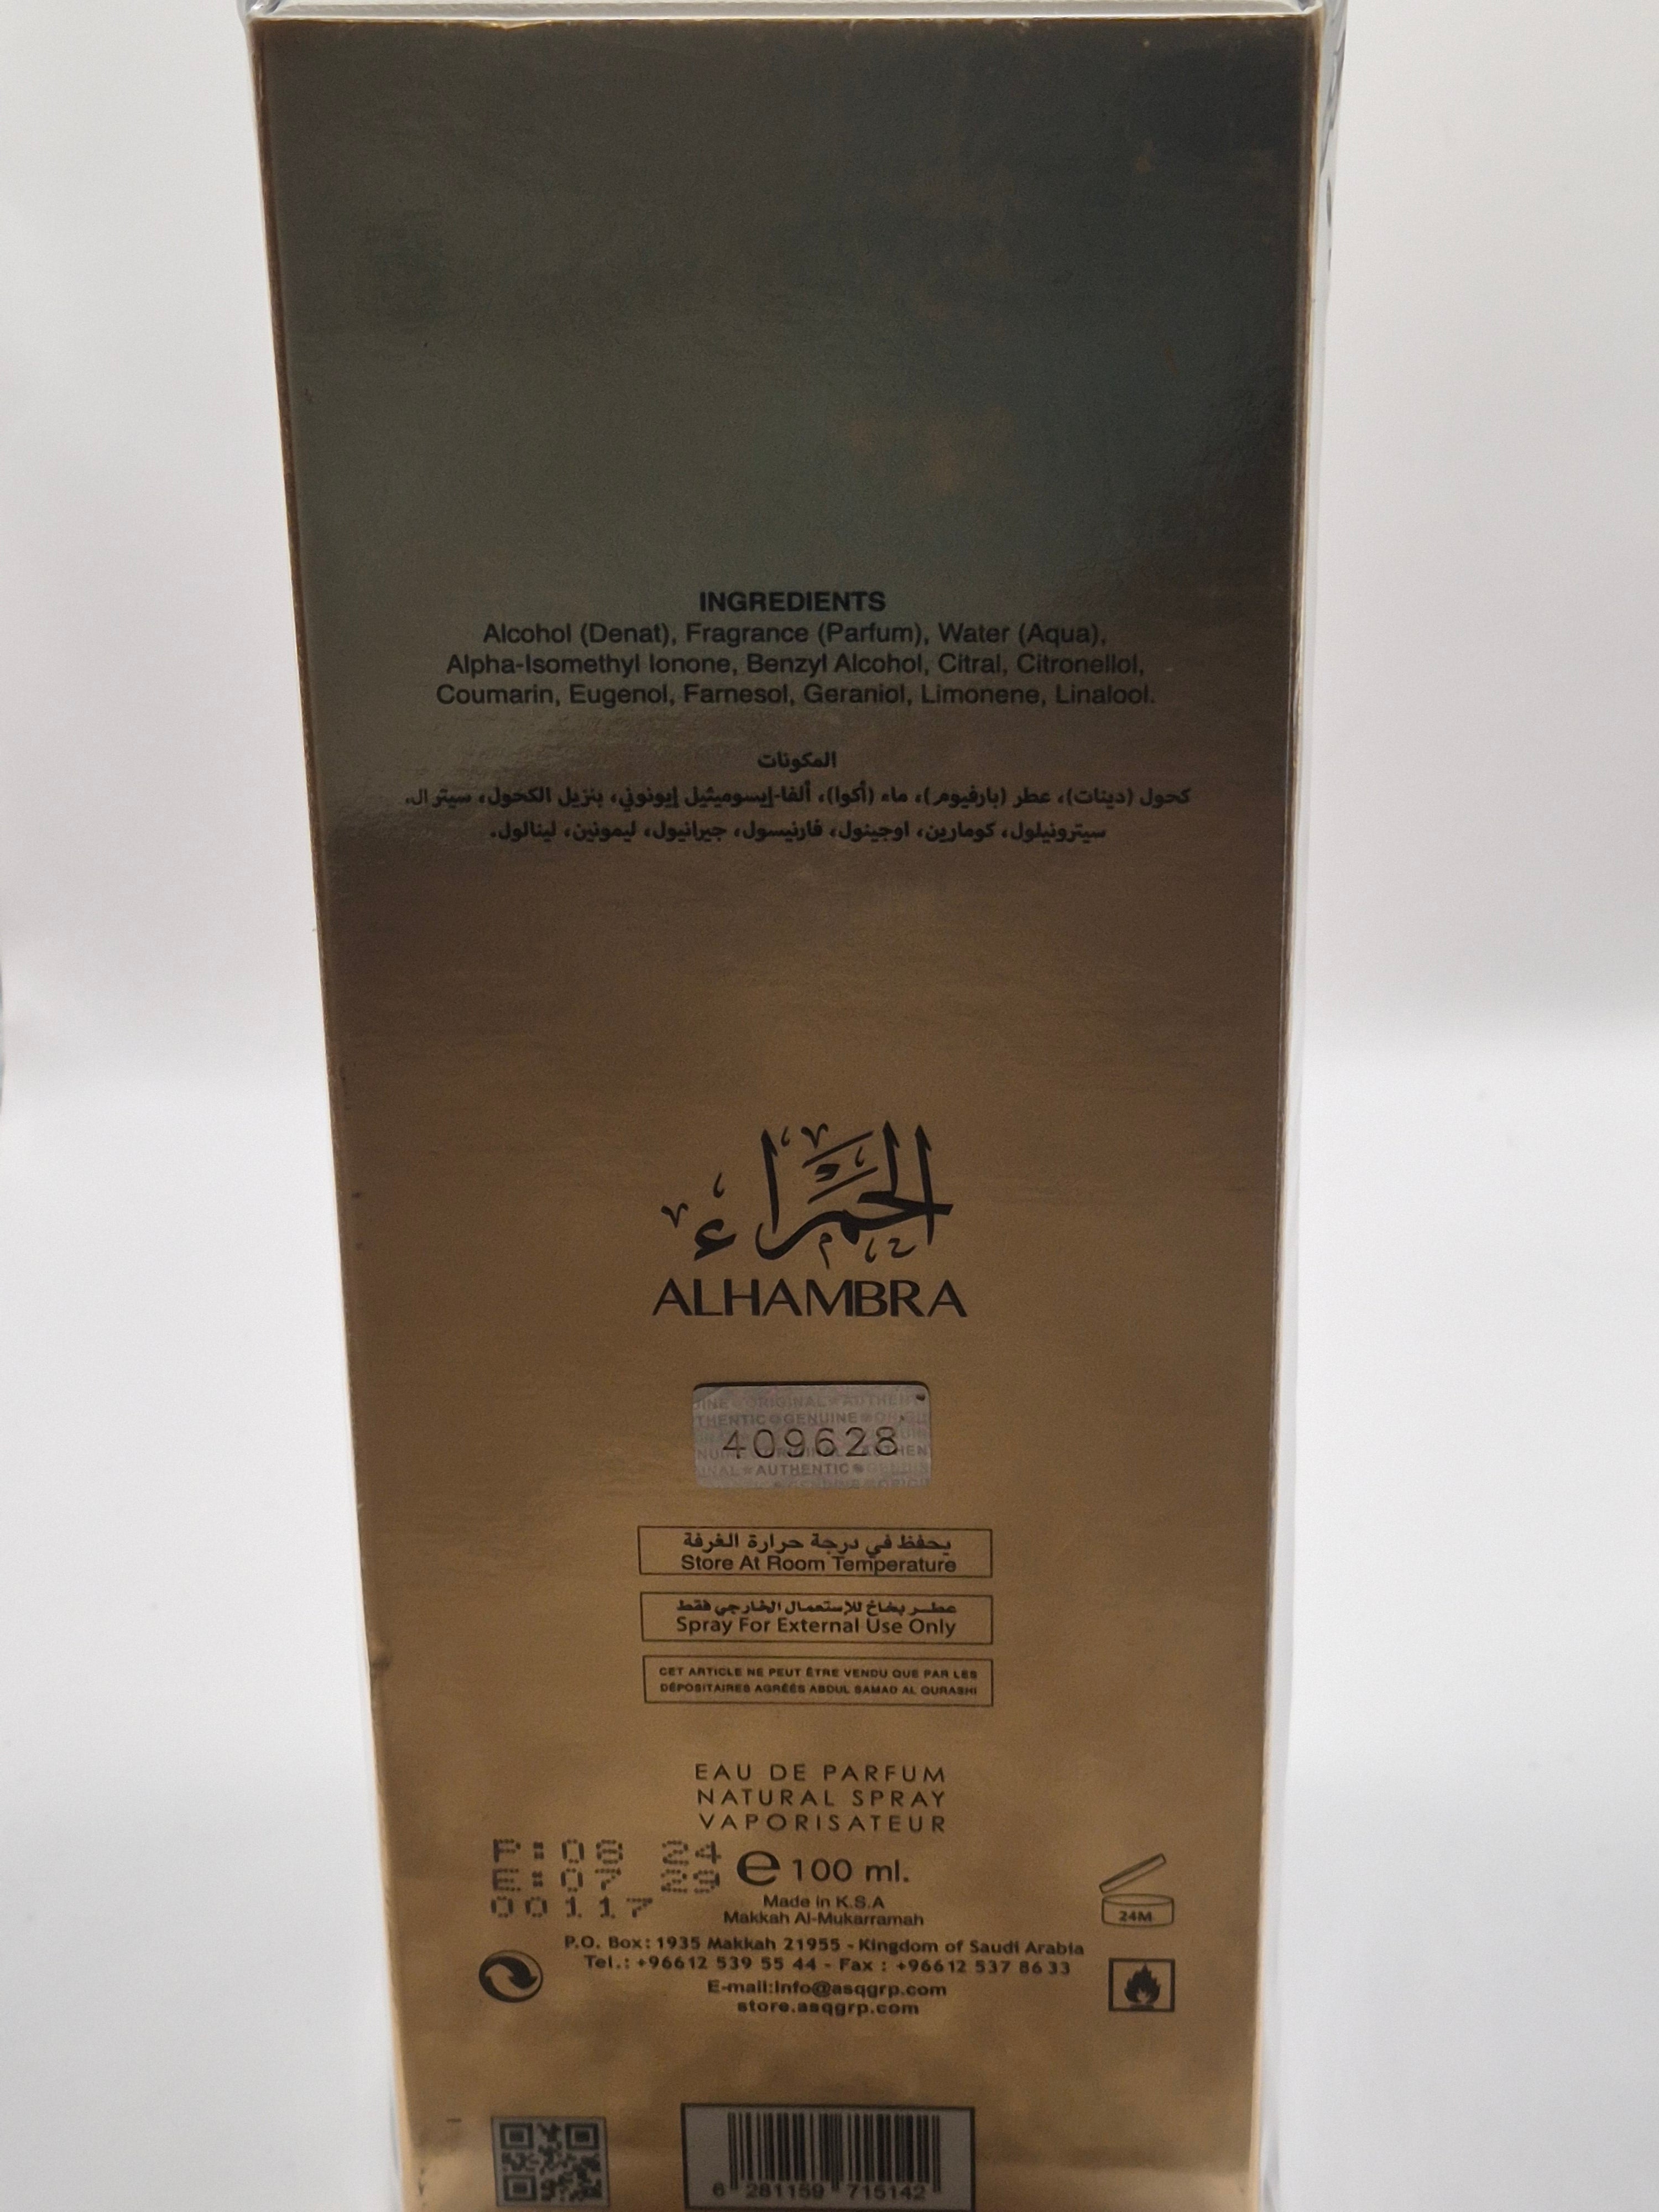 INGREDIENTS
Alcohol (Denat), Fragrance (Parfum), Water (Aqua),
Alpha-Isomethyl Ionone, Benzyl Alcohol, Citral, Citronellol,
Coumarin, Eugenol, Farnesol, Geraniol, Limonene, Linalool.
المكونات
كحول (دينات)، عطر (بارفيوم)، ماء (أكوا)، ألفا-إيسوميثيل إيونوني، بنزيل الكحول، سيتر ال،
سيترونيلول، كومارين، اوجينول، فارنيسول، جيرانيول، ليمونين، لينالول.
الحمراء
ALHAMBRA
409628
AUTHENTIC
يحفظ في درجة حرارة الغرفة
Store At Room Temperature
عطر بخاخ للإستعمال الخارجي فقط
Spray For External Use Only
CET ARTICLE NE PEUT ÊTRE VENDU QUE PAR LES
DÉPOSITAIRES AGRÉÉS ABDUL SAMAD AL QURASHI
EAU DE PARFUM
NATURAL SPRAY
VAPORISATEUR
P:08 24
E:07 29
00117
e 100 ml.
Made in K.S.A
Makkah Al-Mukarramah
24M
P.O. Box: 1935 Makkah 21955 - Kingdom of Saudi Arabia
Tel.: +96612 539 55 44 - Fax : +96612 537 86 33
E-mail:info@asqgrp.com
store.asqgrp.com
6 281159 715142